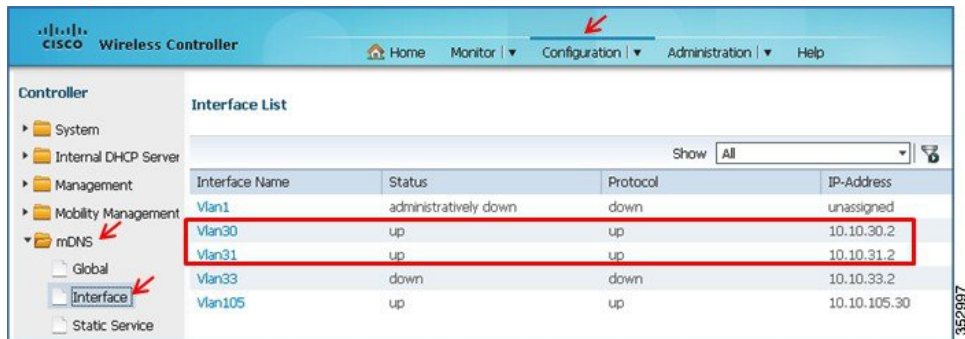 CISCO Wireless Controller
Home Monitor Configuration Administration Help
Controller
System
Internal DHCP Server
Management
Mobility Management
mDNS
Global
Interface
Static Service
Interface List
Show All
Interface Name Status Protocol IP-Address
Vlan1 administratively down down unassigned
Vlan30 up up 10.10.30.2
Vlan31 up up 10.10.31.2
Vlan33 down down 10.10.33.2
Vlan105 up up 10.10.105.30
352997